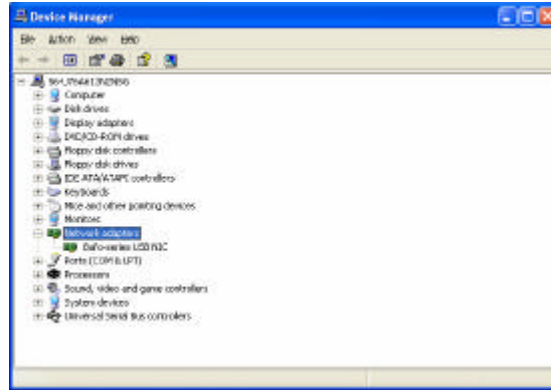 Device Manager
File Action View Help
Computer
Disk drives
Display adapters
DVD/CD-ROM drives
Floppy disk controllers
Floppy disk drives
IDE ATA/ATAPI controllers
Keyboards
Mice and other pointing devices
Monitors
Network adapters
USB NIC
Ports (COM & LPT)
Processors
Sound, video and game controllers
System devices
Universal Serial Bus controllers